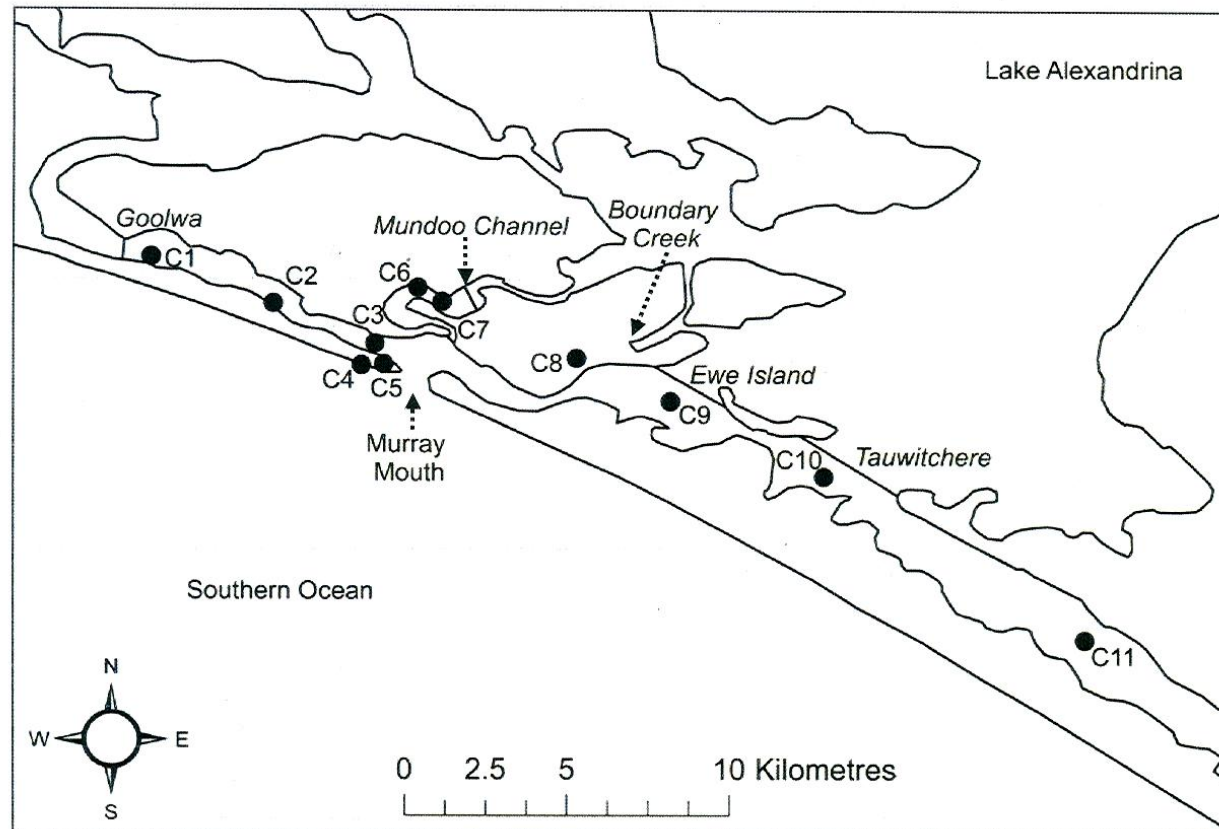 Lake Alexandrina
Goolwa
Mundoo Channel
Boundary
Creek
C1
C2
C3
C4
C5
C6
C7
C8
C9
C10
C11
Ewe Island
Tauwitchere
Murray
Mouth
Southern Ocean
N
W
E
S
0 2.5 5 10 Kilometres